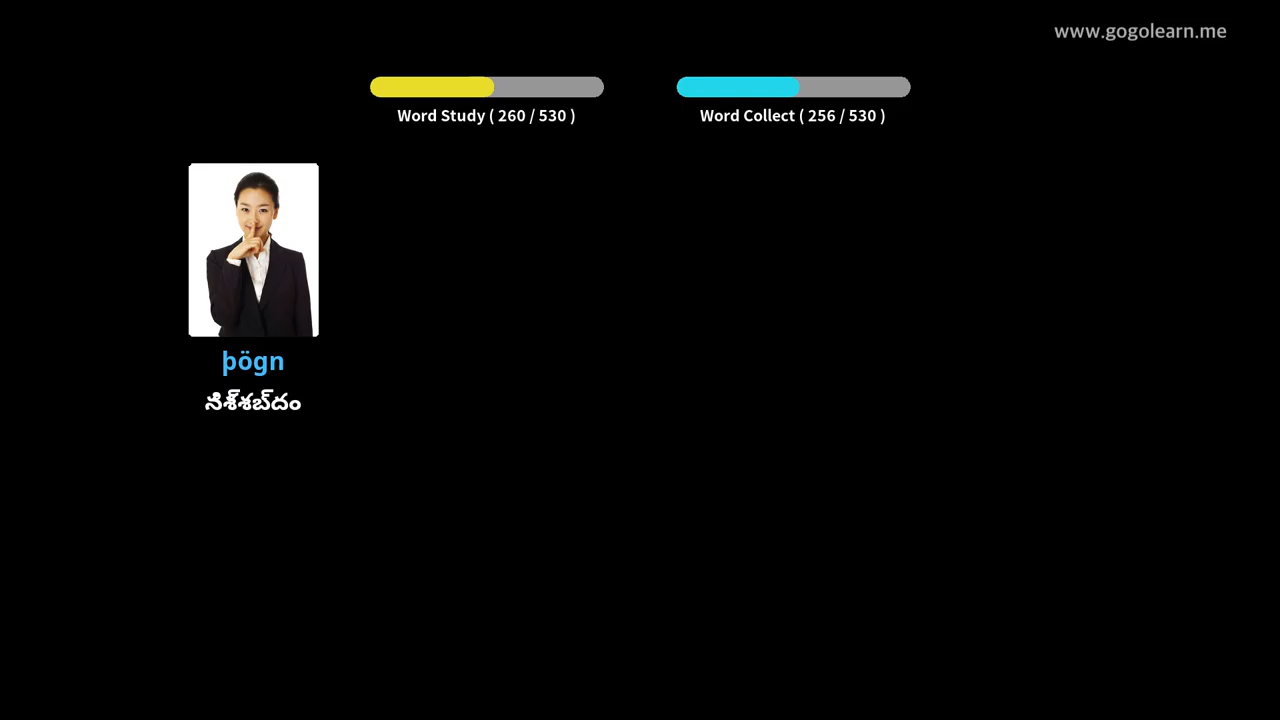 www.gogolearn.me
Word Study ( 260 / 530 )
Word Collect ( 256 / 530 )
þögn
నిశ్‌శబ్‌దం